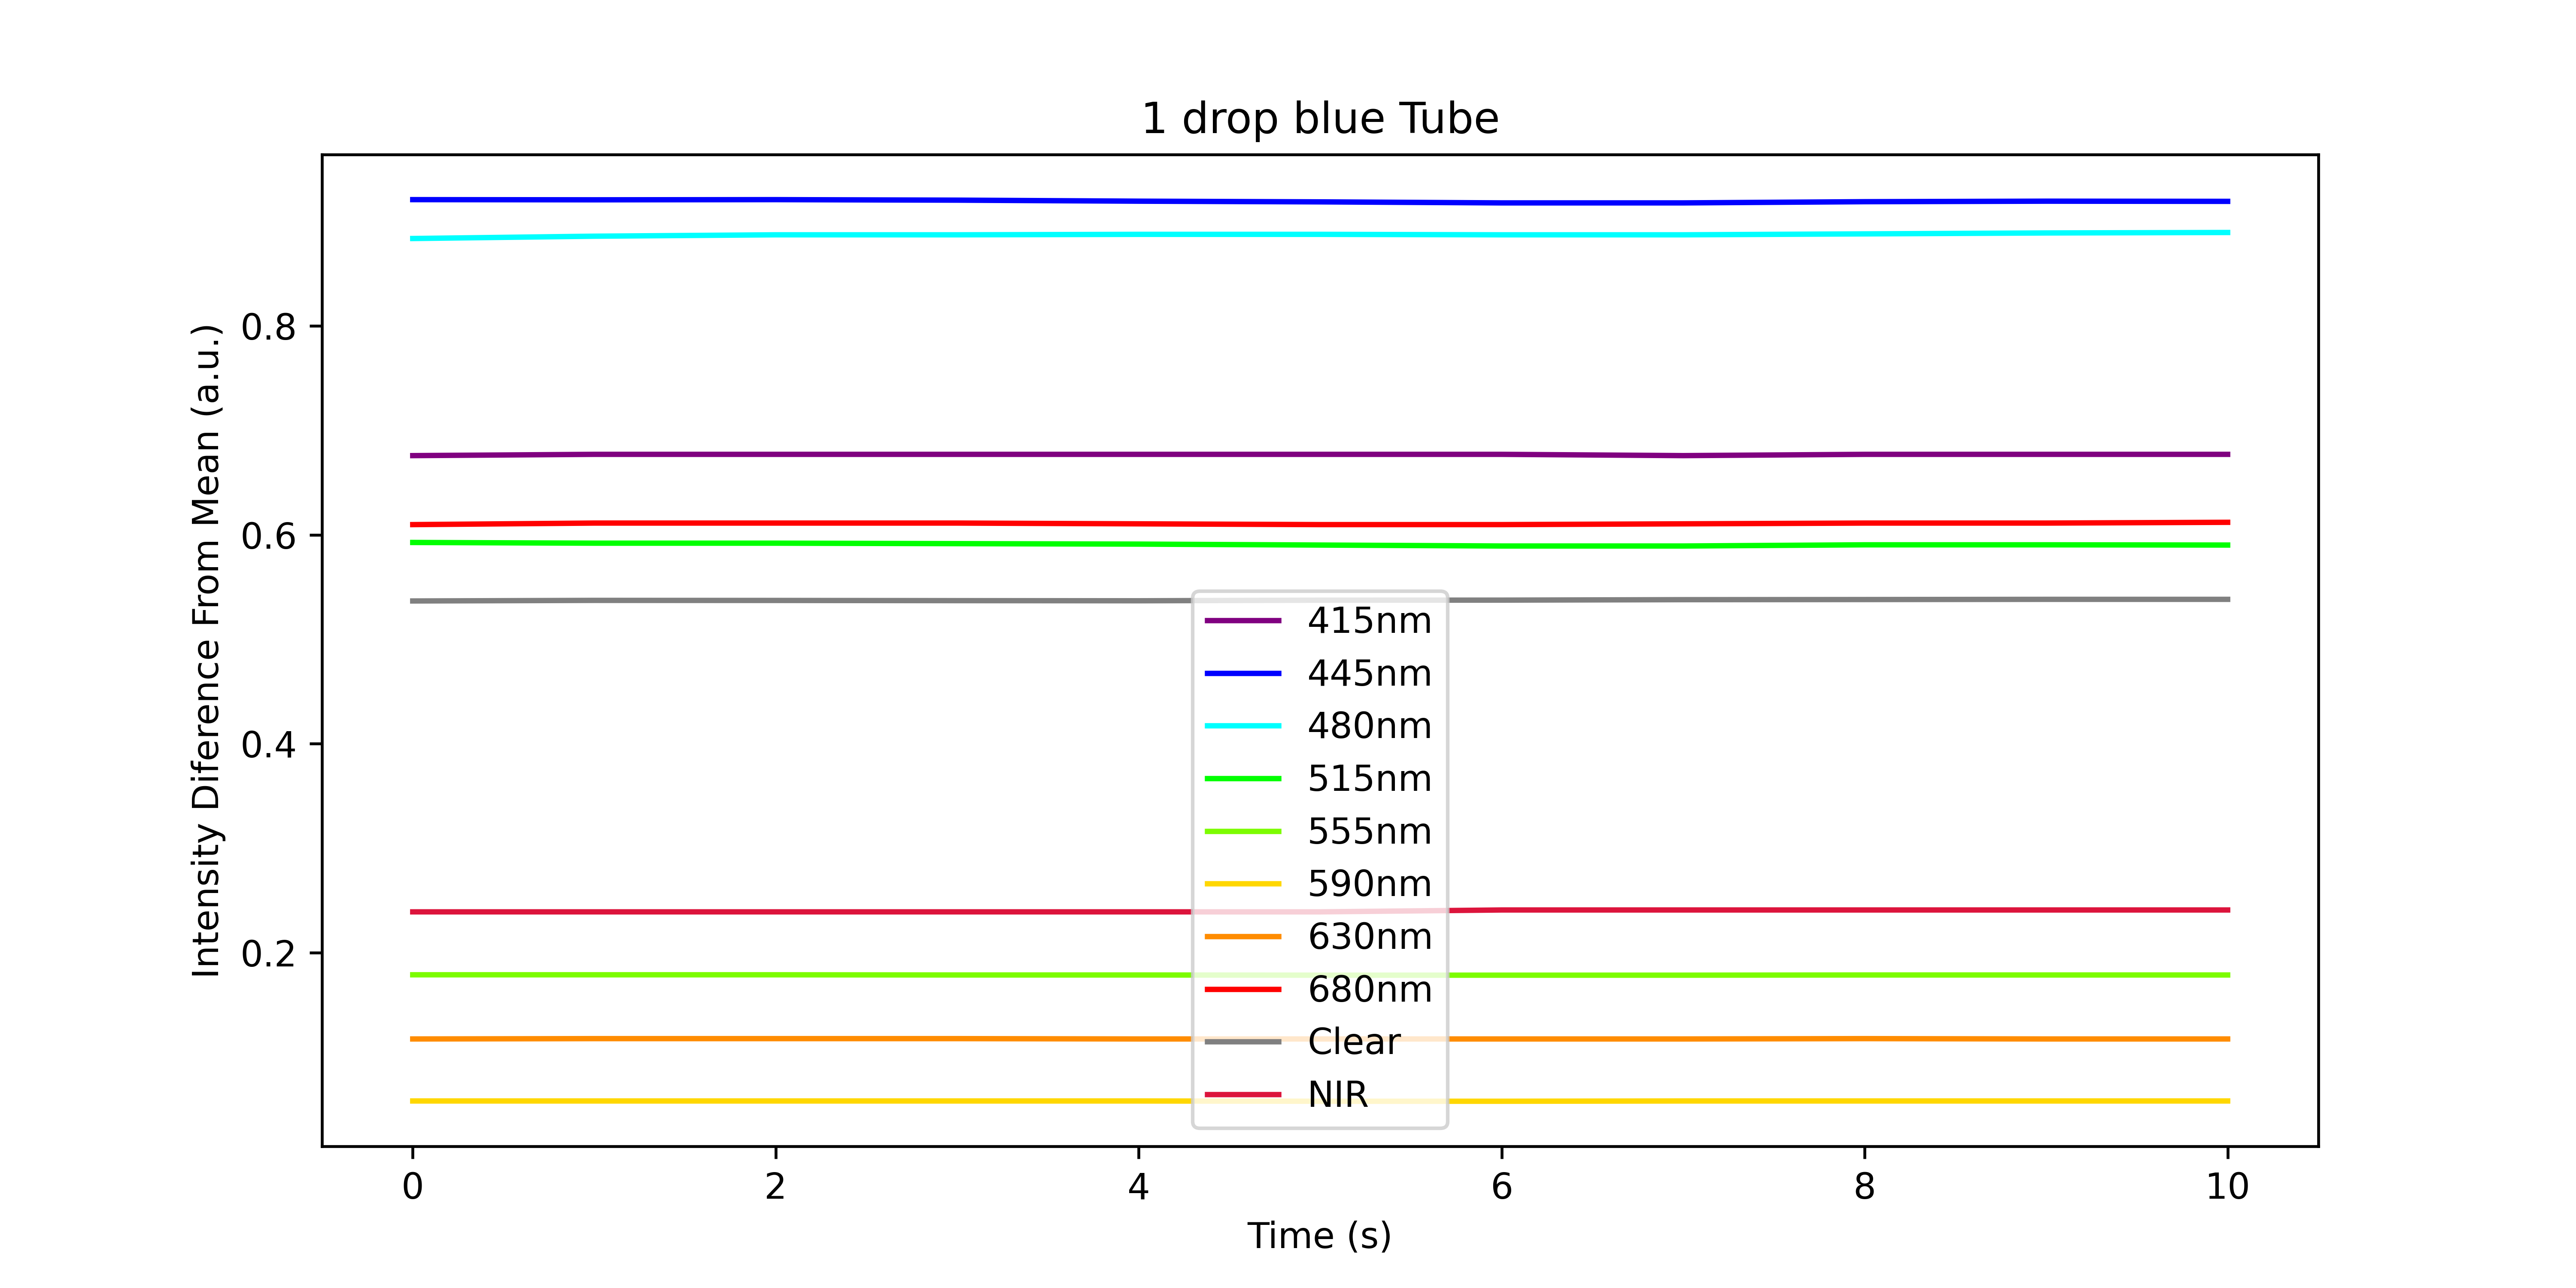 1 drop blue Tube
Intensity Diference From Mean (a.u.)
0.8
0.6
0.4
0.2
415nm
445nm
480nm
515nm
555nm
590nm
630nm
680nm
Clear
NIR
0 2 4 6 8 10
Time (s)